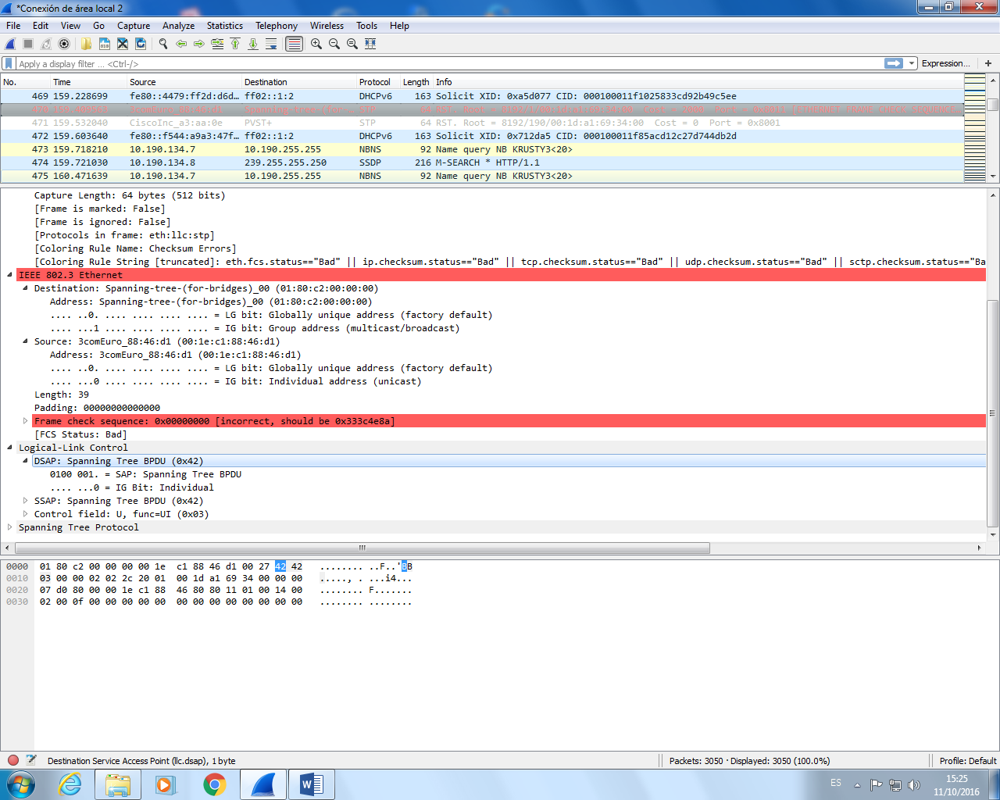 *Conexión de área local 2
File Edit View Go Capture Analyze Statistics Telephony Wireless Tools Help
Apply a display filter ... <Ctrl-/> Expression... +
No. Time Source Destination Protocol Length Info
469 159.228699 fe80::4479:ff2d:d6d… ff02::1:2 DHCPv6 163 Solicit XID: 0xa5d077 CID: 000100011f1025833cd92b49c5ee
470 159.408563 3comEuro_88:46:d1 Spanning-tree-(for-… STP 64 RST. Root = 8192/1/00:1d:a1:69:34:00 Cost = 2000 Port = 0x8011 [ETHERNET FRAME CHECK SEQUENCE…
471 159.532040 CiscoInc_a3:aa:0e PVST+ STP 64 RST. Root = 8192/190/00:1d:a1:69:34:00 Cost = 0 Port = 0x8001
472 159.603640 fe80::f544:a9a3:47f… ff02::1:2 DHCPv6 163 Solicit XID: 0x712da5 CID: 000100011f85acd12c27d744db2d
473 159.718210 10.190.134.7 10.190.255.255 NBNS 92 Name query NB KRUSTY3<20>
474 159.721030 10.190.134.8 239.255.255.250 SSDP 216 M-SEARCH * HTTP/1.1
475 160.471639 10.190.134.7 10.190.255.255 NBNS 92 Name query NB KRUSTY3<20>
Capture Length: 64 bytes (512 bits)
[Frame is marked: False]
[Frame is ignored: False]
[Protocols in frame: eth:llc:stp]
[Coloring Rule Name: Checksum Errors]
[Coloring Rule String [truncated]: eth.fcs.status=="Bad" || ip.checksum.status=="Bad" || tcp.checksum.status=="Bad" || udp.checksum.status=="Bad" || sctp.checksum.status=="Ba
IEEE 802.3 Ethernet
Destination: Spanning-tree-(for-bridges)_00 (01:80:c2:00:00:00)
Address: Spanning-tree-(for-bridges)_00 (01:80:c2:00:00:00)
.... ..0. .... .... .... .... = LG bit: Globally unique address (factory default)
.... ...1 .... .... .... .... = IG bit: Group address (multicast/broadcast)
Source: 3comEuro_88:46:d1 (00:1e:c1:88:46:d1)
Address: 3comEuro_88:46:d1 (00:1e:c1:88:46:d1)
.... ..0. .... .... .... .... = LG bit: Globally unique address (factory default)
.... ...0 .... .... .... .... = IG bit: Individual address (unicast)
Length: 39
Padding: 00000000000000
Frame check sequence: 0x00000000 [incorrect, should be 0x333c4e8a]
[FCS Status: Bad]
Logical-Link Control
DSAP: Spanning Tree BPDU (0x42)
0100 001. = SAP: Spanning Tree BPDU
.... ...0 = IG Bit: Individual
SSAP: Spanning Tree BPDU (0x42)
Control field: U, func=UI (0x03)
Spanning Tree Protocol
0000 01 80 c2 00 00 00 00 1e c1 88 46 d1 00 27 42 42 ........ ..F..'BB
0010 03 00 00 02 02 2c 20 01 00 1d a1 69 34 00 00 00 ....., . ...i4...
0020 07 d0 80 00 00 1e c1 88 46 80 80 11 01 00 14 00 ........ F.......
0030 02 00 0f 00 00 00 00 00 00 00 00 00 00 00 00 00 ........ ........
Destination Service Access Point (llc.dsap), 1 byte Packets: 3050 · Displayed: 3050 (100.0%) Profile: Default
ES 15:25
11/10/2016